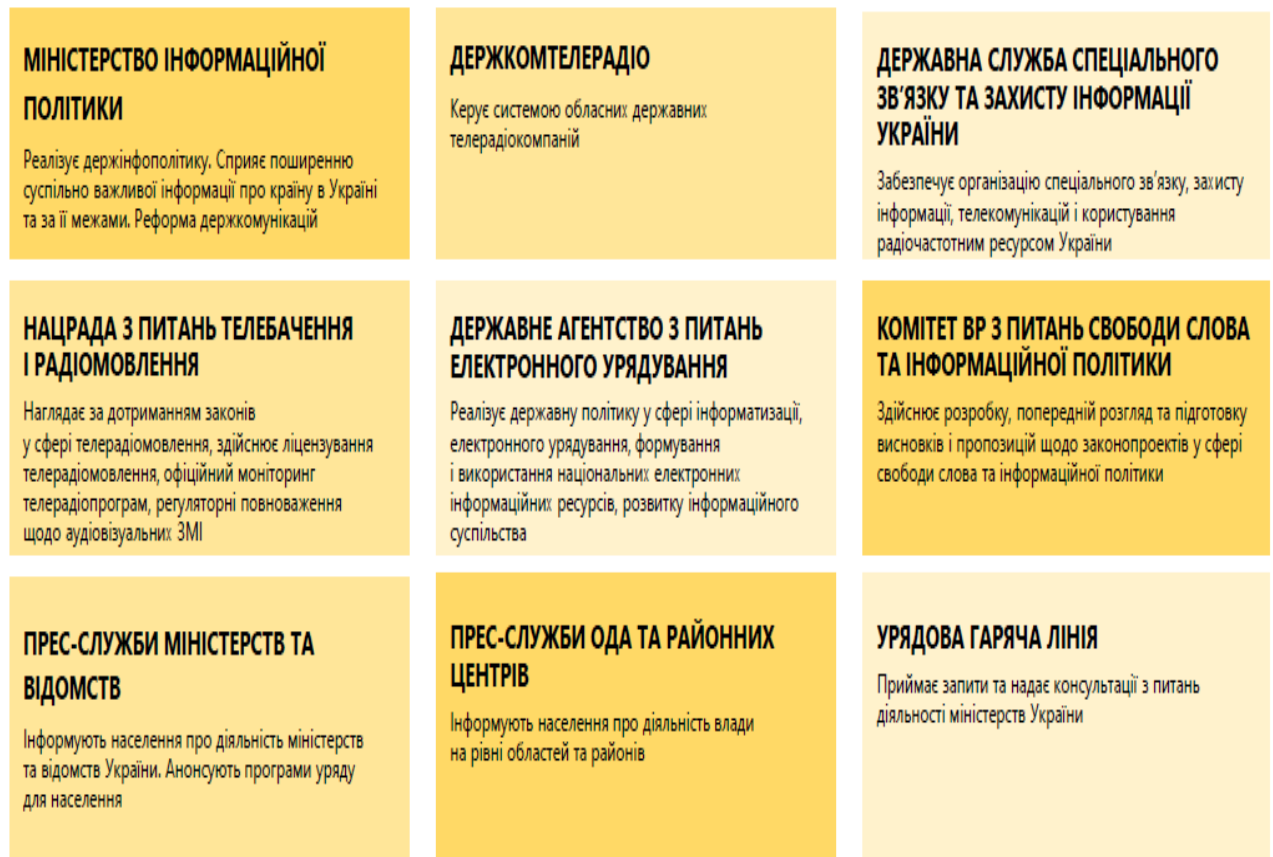 МІНІСТЕРСТВО ІНФОРМАЦІЙНОЇ
ПОЛІТИКИ
Реалізує держінфополітику. Сприяє поширенню
суспільно важливої інформації про країну в Україні
та за її межами. Реформа держкомунікацій
ДЕРЖКОМТЕЛЕРАДІО
Керує системою обласних державних
телерадіокомпаній
ДЕРЖАВНА СЛУЖБА СПЕЦІАЛЬНОГО
ЗВ'ЯЗКУ ТА ЗАХИСТУ ІНФОРМАЦІЇ
УКРАЇНИ
Забезпечує організацію спеціального зв'язку, захисту
інформації, телекомунікацій і користування
радіочастотним ресурсом України
НАЦРАДА З ПИТАНЬ ТЕЛЕБАЧЕННЯ
І РАДІОМОВЛЕННЯ
Наглядає за дотриманням законів
у сфері телерадіомовлення, здійснює ліцензування
телерадіомовлення, офіційний моніторинг
телерадіопрограм, регуляторні повноваження
щодо аудіовізуальних ЗМІ
ДЕРЖАВНЕ АГЕНТСТВО З ПИТАНЬ
ЕЛЕКТРОННОГО УРЯДУВАННЯ
Реалізує державну політику у сфері інформатизації,
електронного урядування, формування
і використання національних електронних
інформаційних ресурсів, розвитку інформаційного
суспільства
КОМІТЕТ ВР З ПИТАНЬ СВОБОДИ СЛОВА
ТА ІНФОРМАЦІЙНОЇ ПОЛІТИКИ
Здійснює розробку, попередній розгляд та підготовку
висновків і пропозицій щодо законопроектів у сфері
свободи слова та інформаційної політики
ПРЕС-СЛУЖБИ МІНІСТЕРСТВ ТА
ВІДОМСТВ
Інформують населення про діяльність міністерств
та відомств України. Анонсують програми уряду
для населення
ПРЕС-СЛУЖБИ ОДА ТА РАЙОННИХ
ЦЕНТРІВ
Інформують населення про діяльність влади
на рівні областей та районів
УРЯДОВА ГАРЯЧА ЛІНІЯ
Приймає запити та надає консультації з питань
діяльності міністерств України